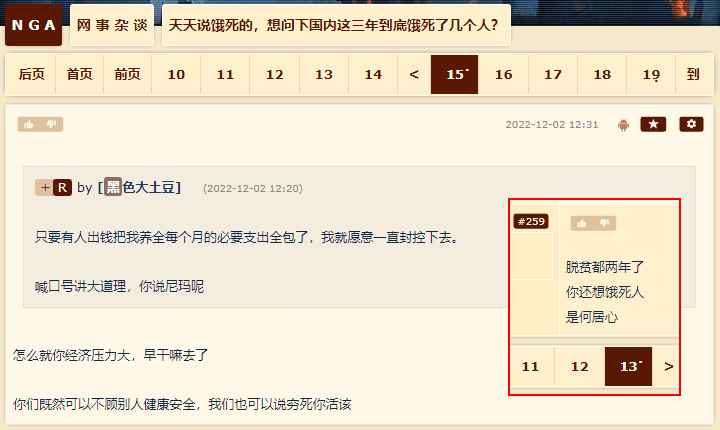 NGA 网事杂谈 天天说饿死的，想问下国内这三年到底饿死了几个人？
后页 首页 前页 10 11 12 13 14 < 15 16 17 18 19 到
2022-12-02 12:31
+ R by [黑色大土豆] (2022-12-02 12:20)
只要有人出钱把我养全每个月的必要支出全包了，我就愿意一直封控下去。
喊口号讲大道理，你说尼玛呢
怎么就你经济压力大，早干嘛去了
你们既然可以不顾别人健康安全，我们也可以说穷死你活该
#259
脱贫都两年了
你还想饿死人
是何居心
11 12 13 >